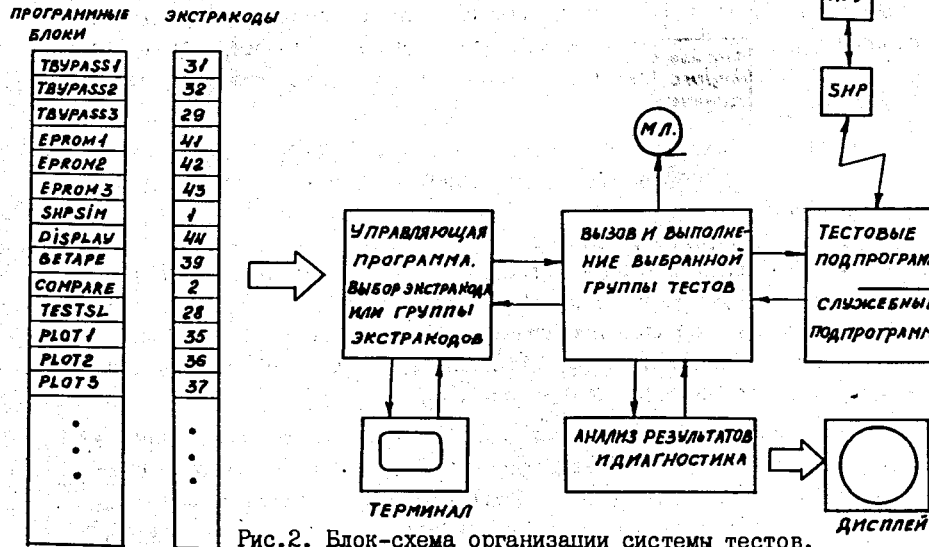 ПРОГРАММНЫЕ
БЛОКИ
ЭКСТРАКОДЫ
TBYPASS1 31
TBYPASS2 32
TBYPASS3 29
EPROM1 41
EPROM2 42
EPROM3 43
SHPSIM 1
DISPLAY 44
BETAPE 39
COMPARE 2
TESTSL 28
PLOT1 35
PLOT2 36
PLOT3 37
УПРАВЛЯЮЩАЯ
ПРОГРАММА.
ВЫБОР ЭКСТРАКОДА
ИЛИ ГРУППЫ
ЭКСТРАКОДОВ
ТЕРМИНАЛ
МЛ.
ВЫЗОВ И ВЫПОЛНЕ-
НИЕ ВЫБРАННОЙ
ГРУППЫ ТЕСТОВ
АНАЛИЗ РЕЗУЛЬТАТОВ
И ДИАГНОСТИКА
SHP
ТЕСТОВЫЕ
ПОДПРОГРАМ
СЛУЖЕБНЫЕ
ПОДПРОГРАММ
ДИСПЛЕЙ
Рис.2. Блок-схема организации системы тестов.